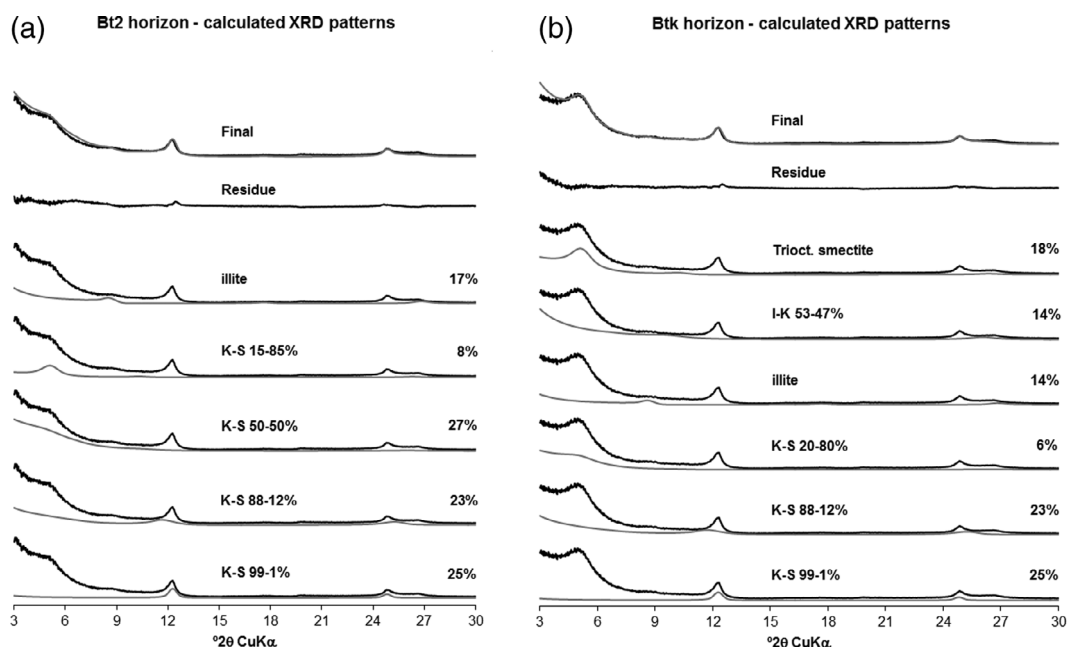 (a)
Bt2 horizon - calculated XRD patterns
Final
Residue
illite
17%
K-S 15-85%
8%
K-S 50-50%
27%
K-S 88-12%
23%
K-S 99-1%
25%
3 6 9 12 15 18 21 24 27 30
º2θ CuKα
(b)
Btk horizon - calculated XRD patterns
Final
Residue
Trioct. smectite
18%
I-K 53-47%
14%
illite
14%
K-S 20-80%
6%
K-S 88-12%
23%
K-S 99-1%
25%
3 6 9 12 15 18 21 24 27 30
º2θ CuKα